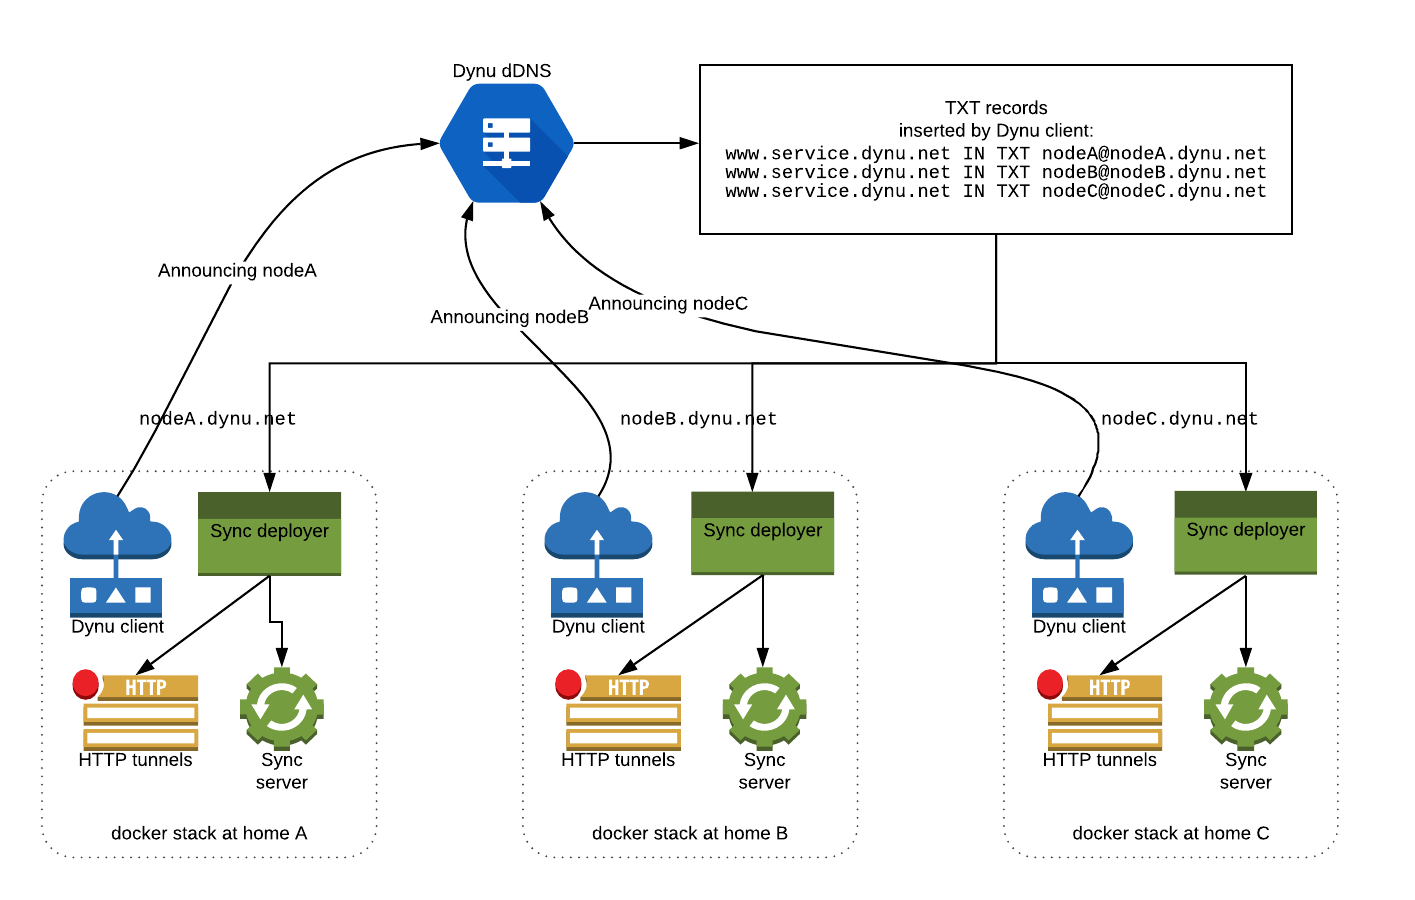 Dynu dDNS
TXT records
inserted by Dynu client:
www.service.dynu.net IN TXT nodeA@nodeA.dynu.net
www.service.dynu.net IN TXT nodeB@nodeB.dynu.net
www.service.dynu.net IN TXT nodeC@nodeC.dynu.net
Announcing nodeA
Announcing nodeB
Announcing nodeC
nodeA.dynu.net
nodeB.dynu.net
nodeC.dynu.net
Sync deployer
Dynu client
HTTP
HTTP tunnels
Sync
server
docker stack at home A
Sync deployer
Dynu client
HTTP
HTTP tunnels
Sync
server
docker stack at home B
Sync deployer
Dynu client
HTTP
HTTP tunnels
Sync
server
docker stack at home C